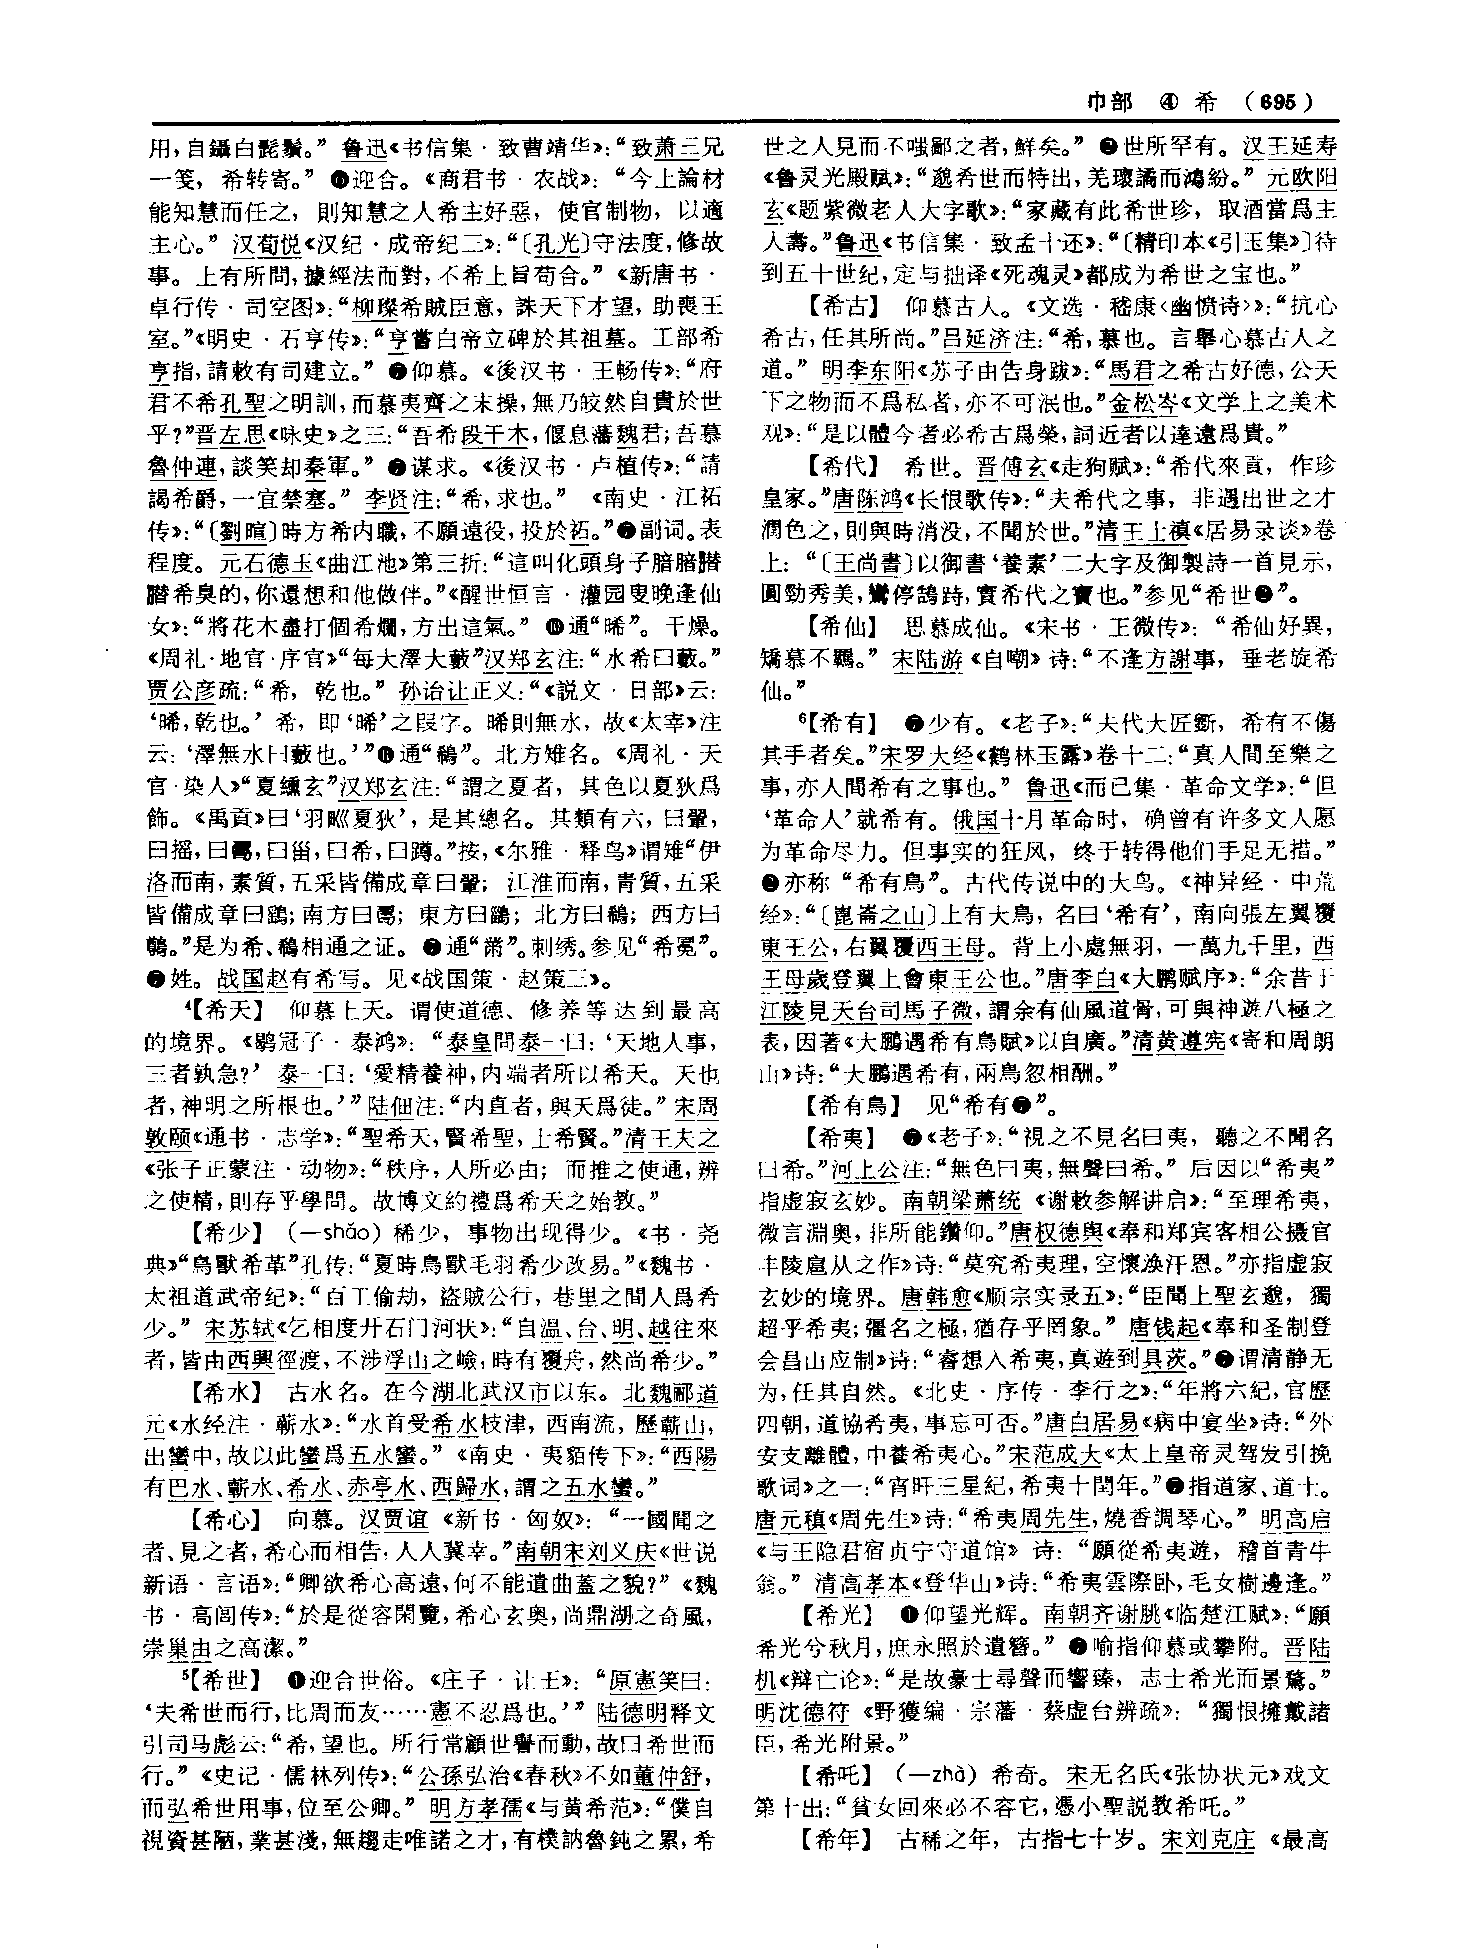 巾部 ④ 希 （695）
用，自鑷白髭鬚。”鲁迅《书信集·致曹靖华》：“致萧三兄
一笺，希转寄。”迎合。《商君书·农战》：“今上論材
能知慧而任之，則知慧之人希主好惡，使官制物，以適
主心。”汉荀悦《汉纪·成帝纪三》：“〔孔光〕守法度，修故
事。上有所問，據經法而對，不希上旨苟合。”《新唐书·
卓行传·司空图》：“柳璨希賊臣意，誅天下才望，助喪王
室。”《明史·石亨传》：“亨嘗白帝立碑於其祖墓。工部希
亨指，請敕有司建立。”仰慕。《後汉书·王畅传》：“府
君不希孔聖之明訓，而慕夷齊之末操，無乃皎然自貴於世
乎？”晋左思《咏史》之三：“吾希段干木，偃息藩魏君；吾慕
魯仲連，談笑却秦軍。”谋求。《後汉书·卢植传》：“請
謁希爵，一宜禁塞。”李贤注：“希，求也。”《南史·江祏
传》：“〔劉暄〕時方希内職，不願遠役，投於祏。”副词。表
程度。元石德玉《曲江池》第三折：“這叫化頭身子腤腤臢
臢希臭的，你還想和他做伴。”《醒世恒言·灌园叟晚逢仙
女》：“將花木盡打個希爛，方出這氣。”⑩通“晞”。干燥。
《周礼·地官·序官》“每大澤大藪”汉郑玄注：“水希曰藪。”
贾公彦疏：“希，乾也。”孙诒让正义：“《説文·日部》云：
‘晞，乾也。’希，即‘晞’之叚字。晞則無水，故《太宰》注
云：‘澤無水曰藪也。’”⑪通“鵗”。北方雉名。《周礼·天
官·染人》“夏纁玄”汉郑玄注：“謂之夏者，其色以夏狄爲
飾。《禹貢》曰‘羽畎夏狄’，是其總名。其類有六，曰翬，
曰摇，曰䎜，曰甾，曰希，曰蹲。”按，《尔雅·释鸟》谓雉“伊
洛而南，素質，五采皆備成章曰翬；江淮而南，青質，五采
皆備成章曰鷂；南方曰䎜；東方曰鶅；北方曰鵗；西方曰
鷷。”是为希、鵗相通之证。⑫通“黹”。刺绣。参见“希冕”。
⑬姓。战国赵有希写。见《战国策·赵策三》。
⁴【希天】 仰慕上天。谓使道德、修养等达到最高
的境界。《鹖冠子·泰鸿》：“泰皇問泰一曰：‘天地人事，
三者孰急？’泰一曰：‘愛精養神，内端者所以希天。天也
者，神明之所根也。’”陆佃注：“内直者，與天爲徒。”宋周
敦颐《通书·志学》：“聖希天，賢希聖，士希賢。”清王夫之
《张子正蒙注·动物》：“秩序，人所必由；而推之使通，辨
之使精，則存乎學問。故博文約禮爲希天之始教。”
【希少】 （—shǎo）稀少，事物出现得少。《书·尧
典》“鳥獸希革”孔传：“夏時鳥獸毛羽希少改易。”《魏书·
太祖道武帝纪》：“百工偷劫，盜賊公行，巷里之間人爲希
少。”宋苏轼《乞相度开石门河状》：“自温、台、明、越往來
者，皆由西興徑渡，不涉浮山之嶮，時有覆舟，然尚希少。”
【希水】 古水名。在今湖北武汉市以东。北魏郦道
元《水经注·蕲水》：“水首受希水枝津，西南流，歷蘄山，
出蠻中，故以此蠻爲五水蠻。”《南史·夷貊传下》：“西陽
有巴水、蘄水、希水、赤亭水、西歸水，謂之五水蠻。”
【希心】 向慕。汉贾谊《新书·匈奴》：“一國聞之
者、見之者，希心而相告，人人冀幸。”南朝宋刘义庆《世说
新语·言语》：“卿欲希心高遠，何不能遺曲蓋之貌？”《魏
书·高闾传》：“於是從容閑覽，希心玄奥，尚鼎湖之奇風，
崇巢由之高潔。”
⁵【希世】 ❶迎合世俗。《庄子·让王》：“原憲笑曰：
‘夫希世而行，比周而友……憲不忍爲也。’”陆德明释文
引司马彪云：“希，望也。所行常顧世譽而動，故曰希世而
行。”《史记·儒林列传》：“公孫弘治《春秋》不如董仲舒，
而弘希世用事，位至公卿。”明方孝孺《与黄希范》：“僕自
視資甚陋，業甚淺，無趨走唯諾之才，有樸訥魯鈍之累，希
世之人見而不嗤鄙之者，鮮矣。”❷世所罕有。汉王延寿
《鲁灵光殿赋》：“邈希世而特出，羌瓌譎而鴻紛。”元欧阳
玄《题紫微老人大字歌》：“家藏有此希世珍，取酒當爲主
人壽。”鲁迅《书信集·致孟十还》：“〔精印本《引玉集》〕待
到五十世纪，定与拙译《死魂灵》都成为希世之宝也。”
【希古】 仰慕古人。《文选·嵇康〈幽愤诗〉》：“抗心
希古，任其所尚。”吕延济注：“希，慕也。言舉心慕古人之
道。”明李东阳《苏子由告身跋》：“馬君之希古好德，公天
下之物而不爲私者，亦不可泯也。”金松岑《文学上之美术
观》：“是以體今者必希古爲榮，詞近者以達遠爲貴。”
【希代】 希世。晋傅玄《走狗赋》：“希代來貢，作珍
皇家。”唐陈鸿《长恨歌传》：“夫希代之事，非遇出世之才
潤色之，則與時消没，不聞於世。”清王士禛《居易录谈》卷
上：“〔王尚書〕以御書‘養素’二大字及御製詩一首見示，
圓勁秀美，鸞停鵠跱，實希代之寶也。”参见“希世❷”。
【希仙】 思慕成仙。《宋书·王微传》：“希仙好異，
矯慕不羈。”宋陆游《自嘲》诗：“不逢方謝事，垂老旋希
仙。”
⁶【希有】 ❶少有。《老子》：“夫代大匠斲，希有不傷
其手者矣。”宋罗大经《鹤林玉露》卷十二：“真人間至樂之
事，亦人間希有之事也。”鲁迅《而已集·革命文学》：“但
‘革命人’就希有。俄国十月革命时，确曾有许多文人愿
为革命尽力。但事实的狂风，终于转得他们手足无措。”
❷亦称“希有鳥”。古代传说中的大鸟。《神异经·中荒
经》：“〔崑崙之山〕上有大鳥，名曰‘希有’，南向張左翼覆
東王公，右翼覆西王母。背上小處無羽，一萬九千里，西
王母歲登翼上會東王公也。”唐李白《大鹏赋序》：“余昔于
江陵見天台司馬子微，謂余有仙風道骨，可與神遊八極之
表，因著《大鵬遇希有鳥賦》以自廣。”清黄遵宪《寄和周朗
山》诗：“大鵬遇希有，兩鳥忽相酬。”
【希有鳥】 见“希有❷”。
【希夷】 ❶《老子》：“視之不見名曰夷，聽之不聞名
曰希。”河上公注：“無色曰夷，無聲曰希。”后因以“希夷”
指虚寂玄妙。南朝梁萧统《谢敕参解讲启》：“至理希夷，
微言淵奥，非所能鑽仰。”唐权德舆《奉和郑宾客相公摄官
丰陵扈从之作》诗：“莫究希夷理，空懷涣汗恩。”亦指虚寂
玄妙的境界。唐韩愈《顺宗实录五》：“臣聞上聖玄邈，獨
超乎希夷；彊名之極，猶存乎罔象。”唐钱起《奉和圣制登
会昌山应制》诗：“睿想入希夷，真遊到具茨。”❷谓清静无
为，任其自然。《北史·序传·李行之》：“年將六紀，官歷
四朝，道協希夷，事忘可否。”唐白居易《病中宴坐》诗：“外
安支離體，中養希夷心。”宋范成大《太上皇帝灵驾发引挽
歌词》之一：“宵旰三星紀，希夷十閏年。”❸指道家、道士。
唐元稹《周先生》诗：“希夷周先生，燒香調琴心。”明高启
《与王隐君宿贞宁守道馆》诗：“願從希夷遊，稽首青牛
翁。”清高孝本《登华山》诗：“希夷雲際卧，毛女樹邊逢。”
【希光】 ❶仰望光辉。南朝齐谢朓《临楚江赋》：“願
希光兮秋月，庶永照於遺簪。”❷喻指仰慕或攀附。晋陆
机《辩亡论》：“是故豪士尋聲而響臻，志士希光而景騖。”
明沈德符《野獲编·宗藩·蔡虚台辨疏》：“獨恨擁戴諸
臣，希光附景。”
【希吒】（—zhà）希奇。宋无名氏《张协状元》戏文
第十出：“貧女回來必不容它，憑小聖説教希吒。”
【希年】 古稀之年，古指七十岁。宋刘克庄《最高